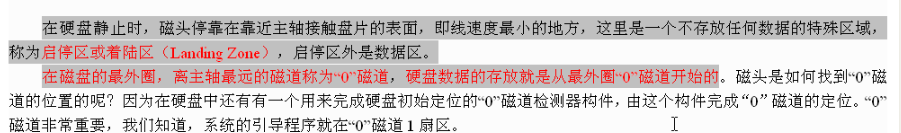 在硬盘静止时，磁头停靠在靠近主轴接触盘片的表面，即线速度最小的地方，这里是一个不存放任何数据的特殊区域，
称为启停区或着陆区（Landing Zone），启停区外是数据区。
在磁盘的最外圈，离主轴最远的磁道称为“0”磁道，硬盘数据的存放就是从最外圈“0”磁道开始的。磁头是如何找到“0”磁
道的位置的呢？因为在硬盘中还有有一个用来完成硬盘初始定位的“0”磁道检测器构件，由这个构件完成“0”磁道的定位。“0”
磁道非常重要，我们知道，系统的引导程序就在“0”磁道 1 扇区。